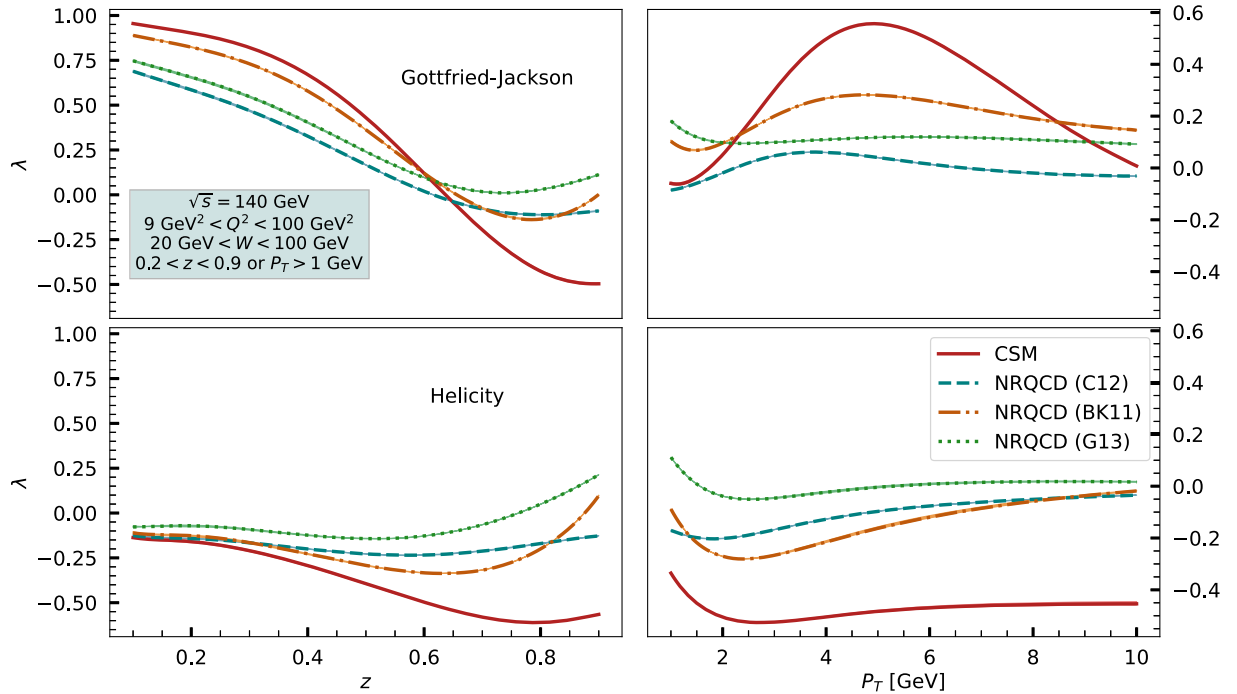 1.00
0.75
0.50
0.25
0.00
−0.25
−0.50
λ
Gottfried-Jackson
√s = 140 GeV
9 GeV² < Q² < 100 GeV²
20 GeV < W < 100 GeV
0.2 < z < 0.9 or P_T > 1 GeV
0.6
0.4
0.2
0.0
−0.2
−0.4
1.00
0.75
0.50
0.25
0.00
−0.25
−0.50
λ
Helicity
0.2 0.4 0.6 0.8
z
CSM
NRQCD (C12)
NRQCD (BK11)
NRQCD (G13)
0.6
0.4
0.2
0.0
−0.2
−0.4
2 4 6 8 10
P_T [GeV]